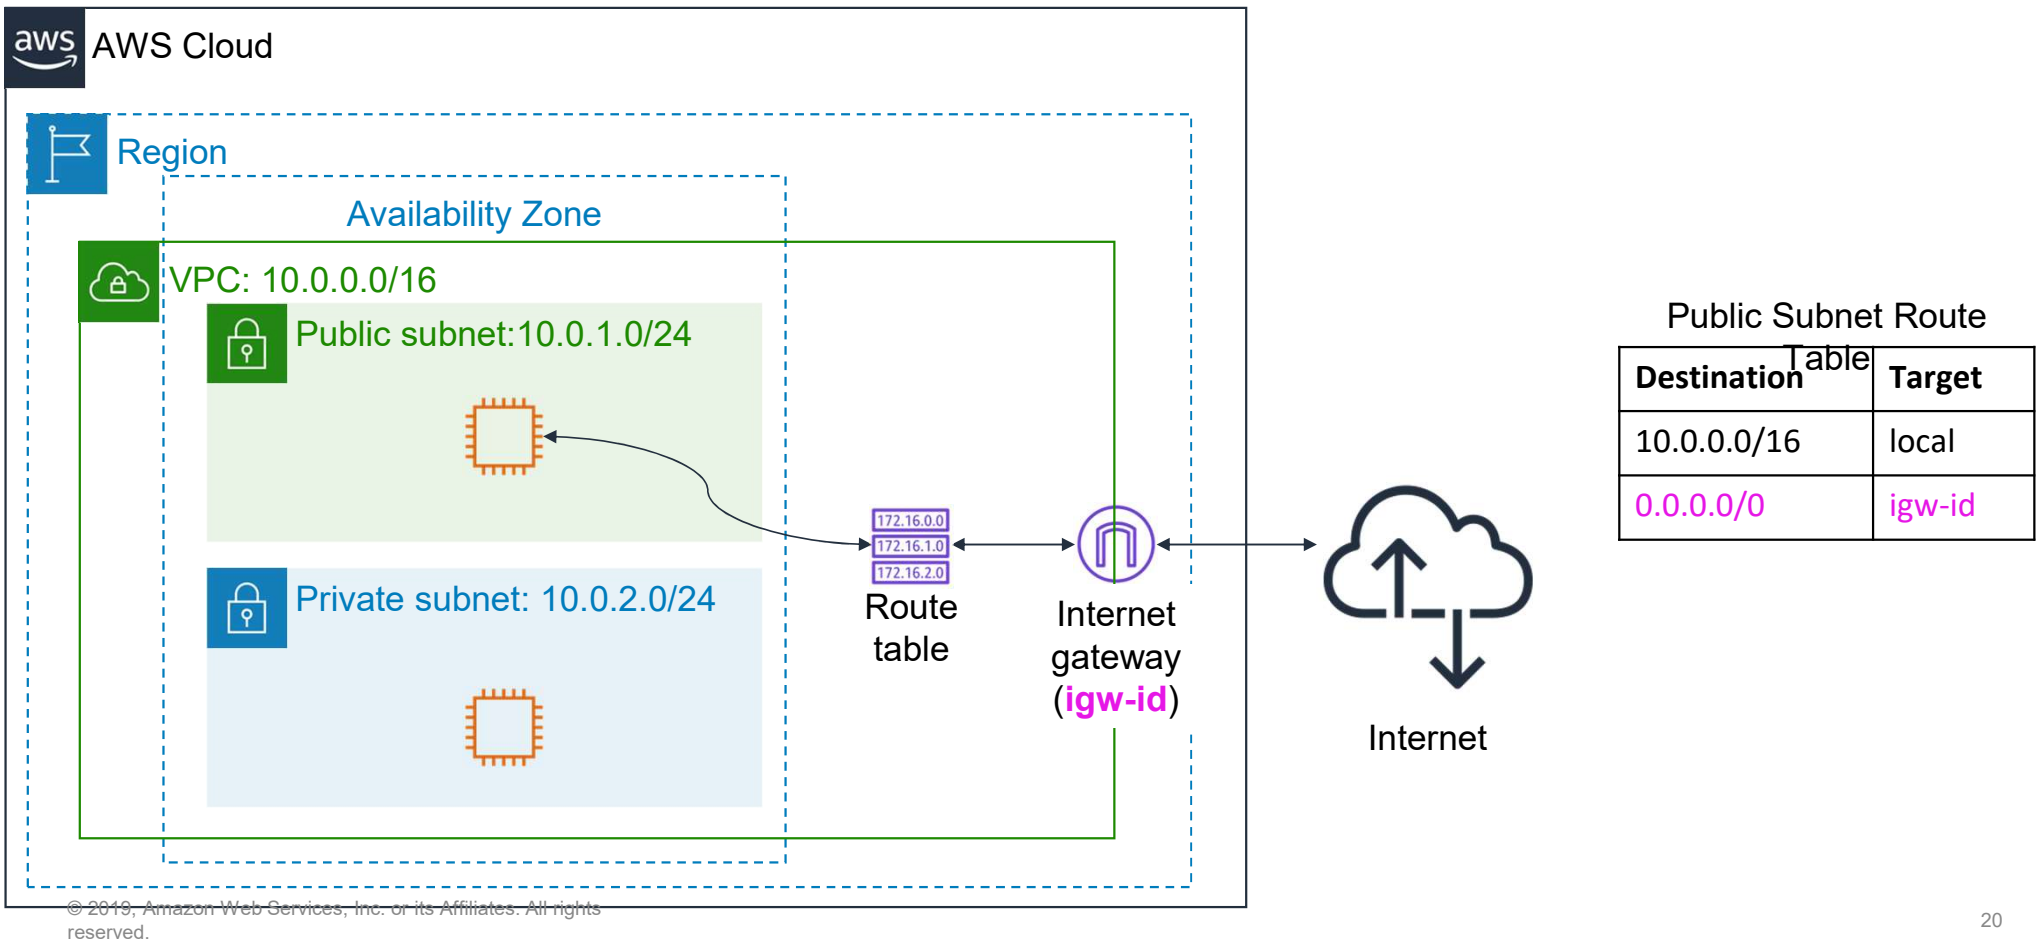 aws
AWS Cloud
Region
Availability Zone
VPC: 10.0.0.0/16
Public subnet:10.0.1.0/24
Private subnet: 10.0.2.0/24
172.16.0.0
172.16.1.0
172.16.2.0
Route
table
Internet
gateway
(igw-id)
Internet
Public Subnet Route
Table
Destination Target
10.0.0.0/16 local
0.0.0.0/0 igw-id
© 2019, Amazon Web Services, Inc. or its Affiliates. All rights
reserved.
20